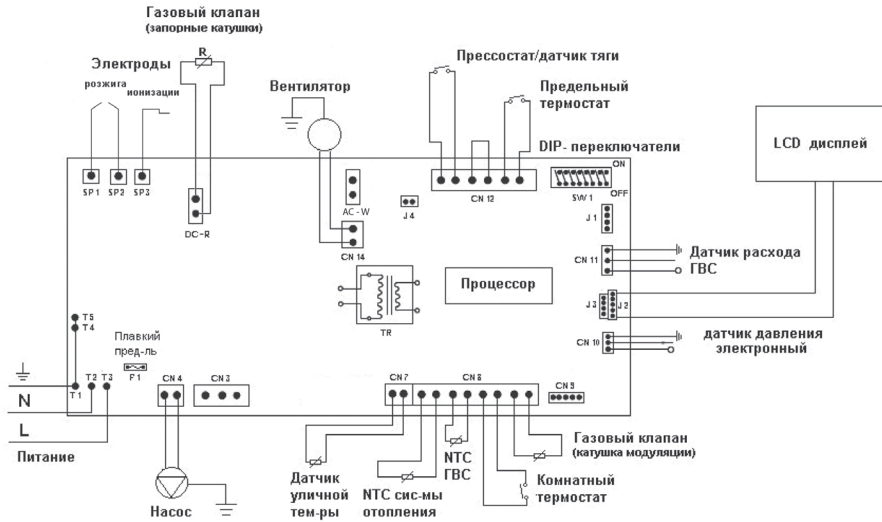 Газовый клапан
(запорные катушки)
R
Электроды
розжига
ионизации
Вентилятор
Прессостат/датчик тяги
Предельный
термостат
DIP- переключатели
LCD дисплей
ON
OFF
SW1
SP1
SP2
SP3
DC-R
AC-W
CN 14
J4
CN 12
J1
CN 11
Датчик расхода
ГВС
Процессор
TR
J3
J2
T5
T4
Плавкий
пред-ль
F1
датчик давления
электронный
CN 10
T1
T2
T3
CN 4
CN 3
CN 7
CN 8
CN 9
N
L
Питание
Насос
Датчик
уличной
тем-ры
NTC сис-мы
отопления
NTC
ГВС
Газовый клапан
(катушка модуляции)
Комнатный
термостат